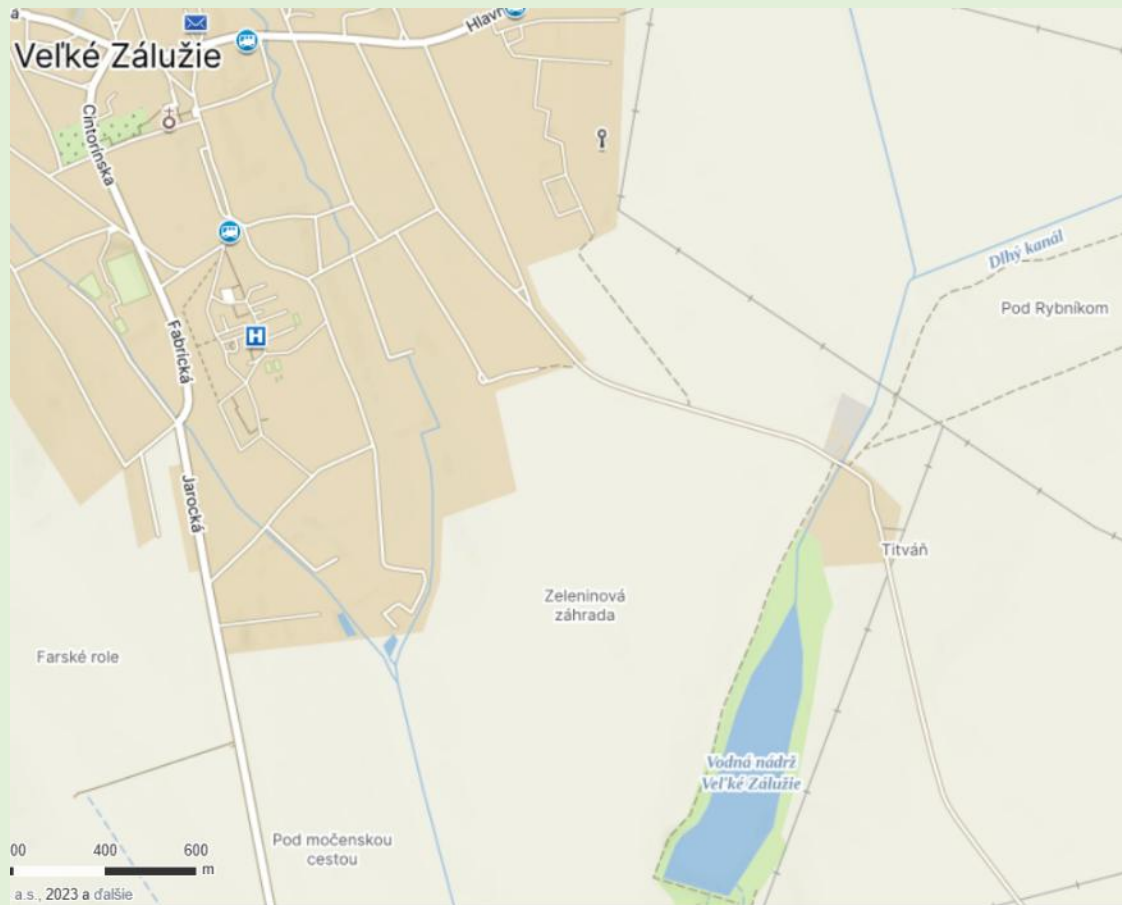 Hlavn
Veľké Zálužie
Cintorínska
Dlhý kanál
Pod Rybníkom
Fabrická
Jarocká
Titváň
Zeleninová
záhrada
Farské role
Vodná nádrž
Veľké Zálužie
Pod močenskou
cestou
00 400 600
m
a.s., 2023 a ďalšie